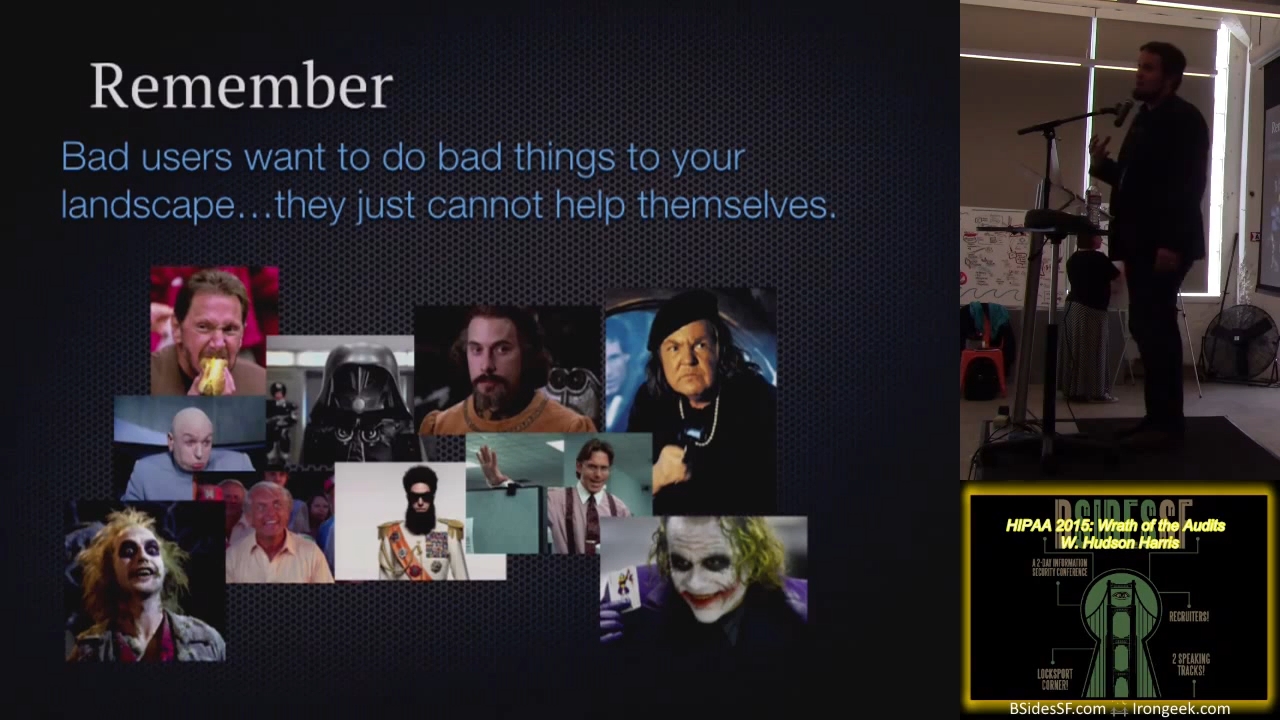 Remember
Bad users want to do bad things to your
landscape...they just cannot help themselves.
BSIDESSF
HIPAA 2015: Wrath of the Audits
W. Hudson Harris
A 2-DAY INFORMATION
SECURITY CONFERENCE
RECRUITERS!
LOCKSPORT
CORNER!
2 SPEAKING
TRACKS!
BSidesSF.com
Irongeek.com